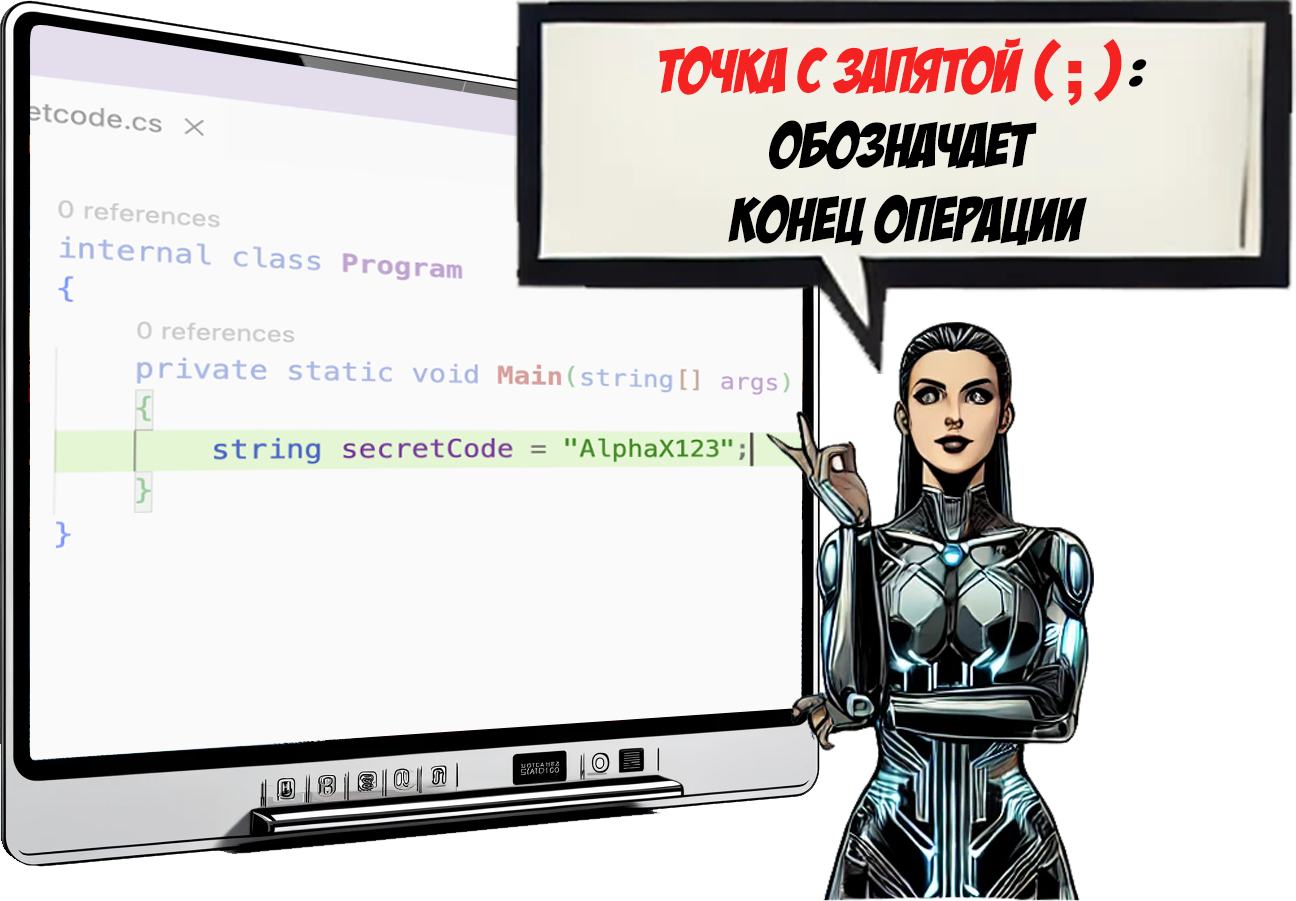 ТОЧКА С ЗАПЯТОЙ (;):
ОБОЗНАЧАЕТ
КОНЕЦ ОПЕРАЦИИ
etcode.cs ×
0 references
internal class Program
{
0 references
private static void Main(string[] args)
{
string secretCode = "AlphaX123";
}
}